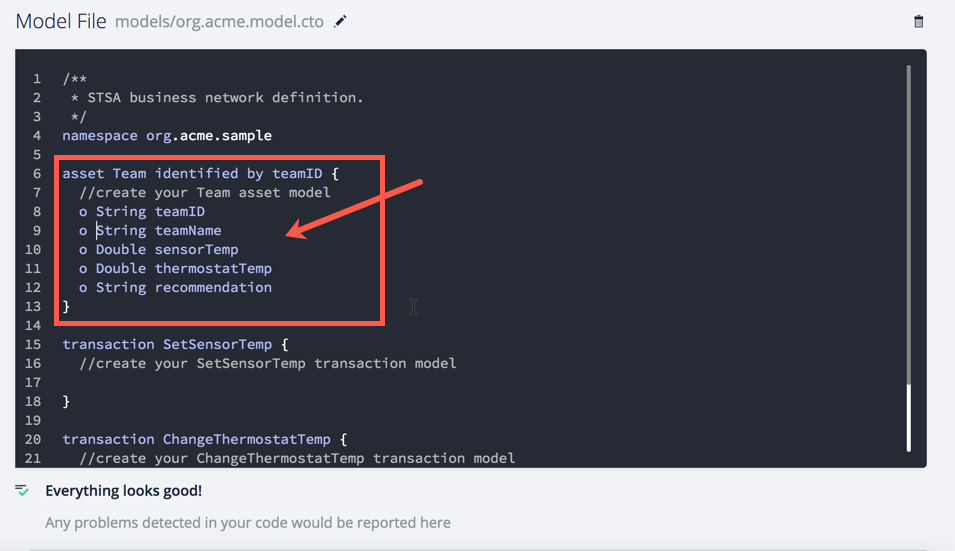 Model File models/org.acme.model.cto
1 /**
2  * STSA business network definition.
3  */
4 namespace org.acme.sample
5
6 asset Team identified by teamID {
7   //create your Team asset model
8   o String teamID
9   o String teamName
10   o Double sensorTemp
11   o Double thermostatTemp
12   o String recommendation
13 }
14
15 transaction SetSensorTemp {
16   //create your SetSensorTemp transaction model
17
18 }
19
20 transaction ChangeThermostatTemp {
21   //create your ChangeThermostatTemp transaction model
Everything looks good!
Any problems detected in your code would be reported here